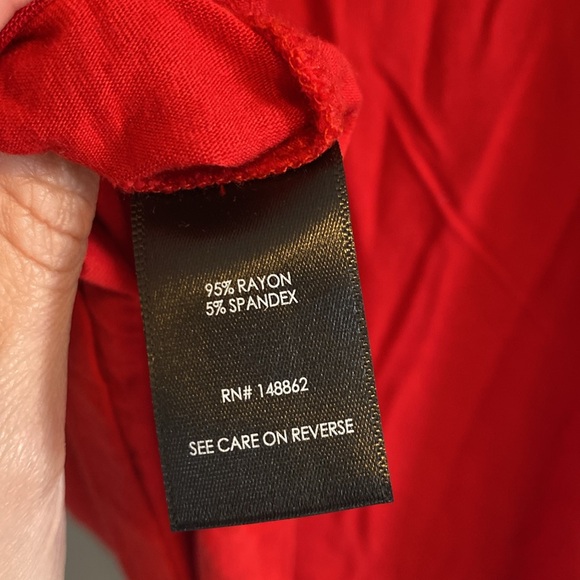 95% RAYON
5% SPANDEX
RN# 148862
SEE CARE ON REVERSE